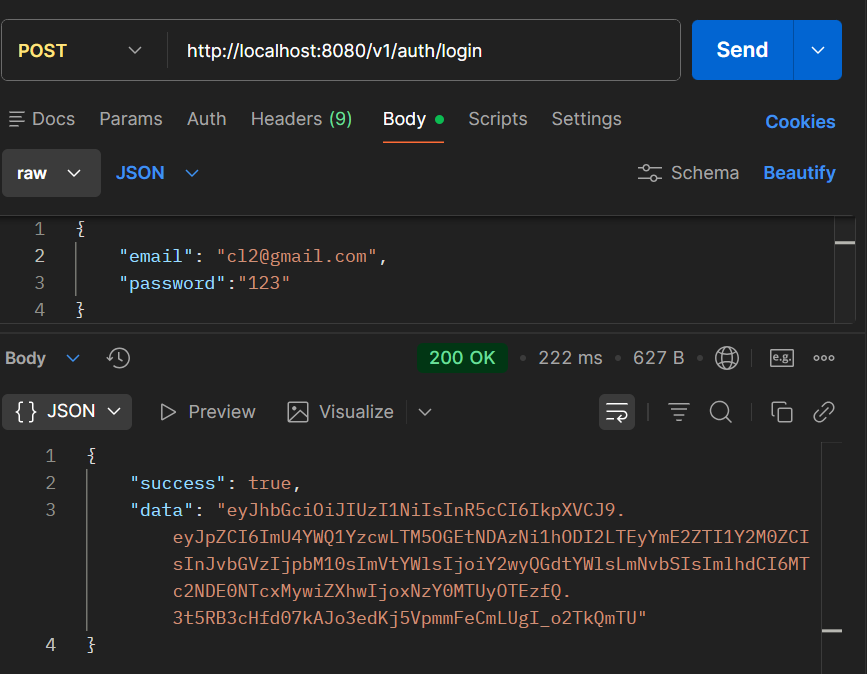 POST http://localhost:8080/v1/auth/login Send
Docs Params Auth Headers (9) Body Scripts Settings Cookies
raw JSON Schema Beautify
1 {
2 "email": "cl2@gmail.com",
3 "password":"123"
4 }
Body 200 OK 222 ms 627 B e.g.
{} JSON Preview Visualize
1 {
2 "success": true,
3 "data": "eyJhbGciOiJIUzI1NiIsInR5cCI6IkpXVCJ9.
eyJpZCI6ImU4YWQ1YzcwLTM5OGEtNDAzNi1hODI2LTEyYmE2ZTI1Y2M0ZCI
sInJvbGVzIjpbM10sImVtYWlsIjoiY2wyQGdtYWlsLmNvbSIsImlhdCI6MT
c2NDE0NTcxMywiZXhwIjoxNzY0MTUyOTEzfQ.
3t5RB3cHfd07kAJo3edKj5VpmmFeCmLUgI_o2TkQmTU"
4 }